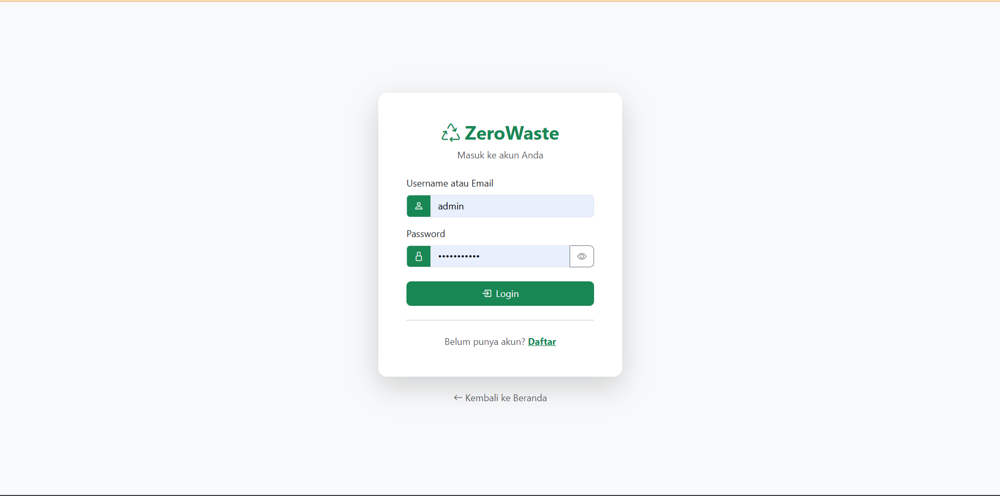 ZeroWaste
Masuk ke akun Anda
Username atau Email
admin
Password
•••••••••••
Login
Belum punya akun? Daftar
← Kembali ke Beranda